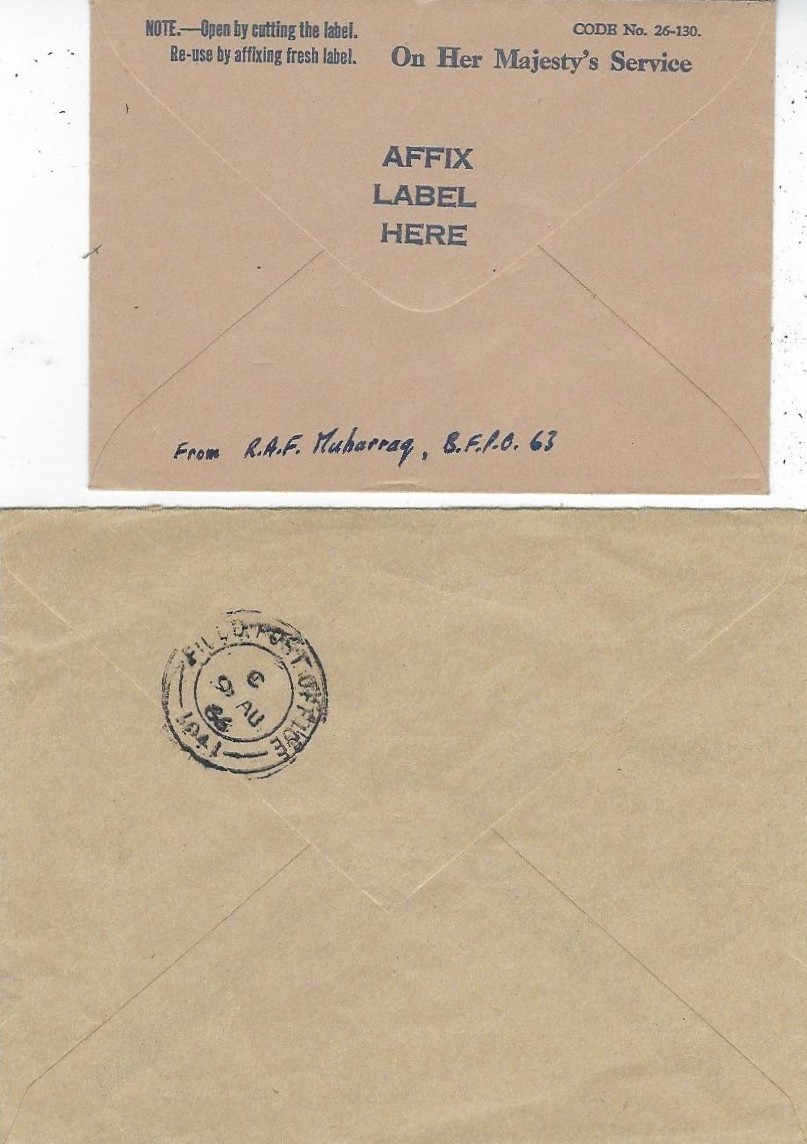 NOTE.—Open by cutting the label.
Re-use by affixing fresh label.
CODE No. 26-130.
On Her Majesty's Service
AFFIX
LABEL
HERE
From R.A.F. Muharraq, B.F.P.O. 63
FIELD POST OFFICE
1041
AU